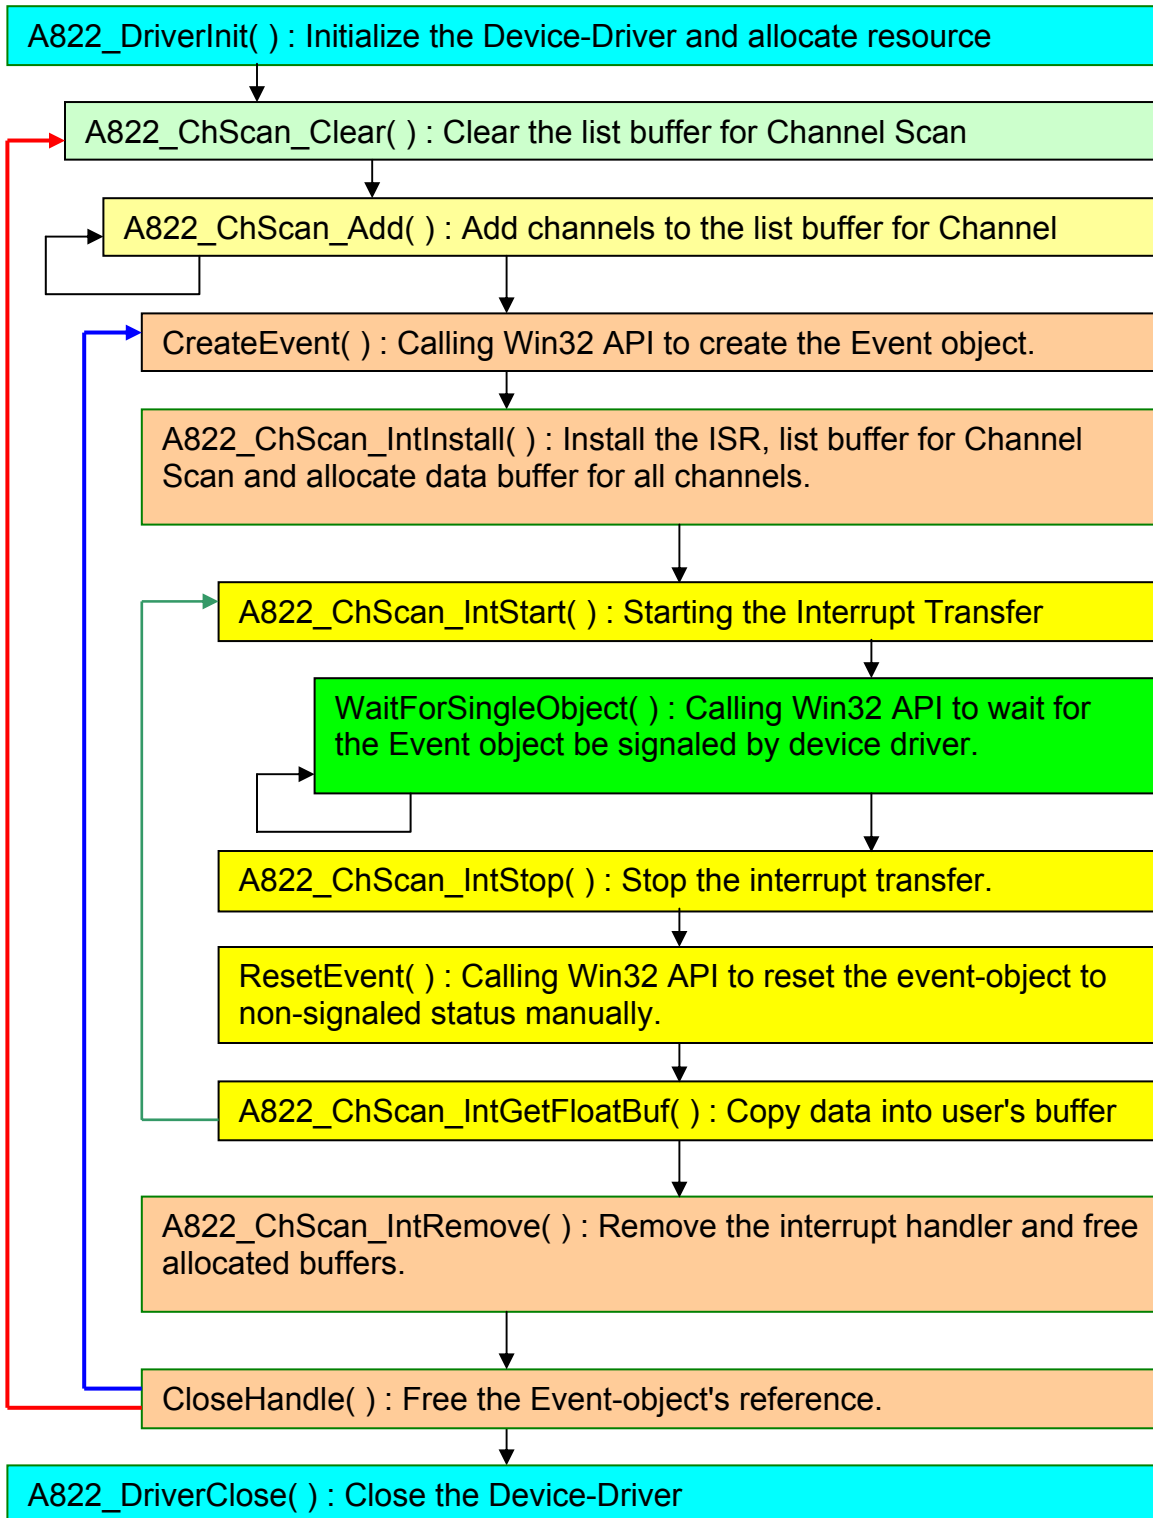 A822_DriverInit( ) : Initialize the Device-Driver and allocate resource
A822_ChScan_Clear( ) : Clear the list buffer for Channel Scan
A822_ChScan_Add( ) : Add channels to the list buffer for Channel
CreateEvent( ) : Calling Win32 API to create the Event object.
A822_ChScan_IntInstall( ) : Install the ISR, list buffer for Channel
Scan and allocate data buffer for all channels.
A822_ChScan_IntStart( ) : Starting the Interrupt Transfer
WaitForSingleObject( ) : Calling Win32 API to wait for
the Event object be signaled by device driver.
A822_ChScan_IntStop( ) : Stop the interrupt transfer.
ResetEvent( ) : Calling Win32 API to reset the event-object to
non-signaled status manually.
A822_ChScan_IntGetFloatBuf( ) : Copy data into user's buffer
A822_ChScan_IntRemove( ) : Remove the interrupt handler and free
allocated buffers.
CloseHandle( ) : Free the Event-object's reference.
A822_DriverClose( ) : Close the Device-Driver